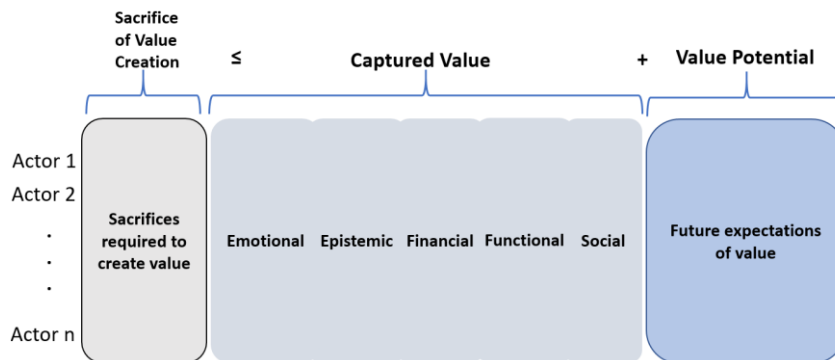 Sacrifice
of Value
Creation
≤
Captured Value
+
Value Potential
Actor 1
Actor 2
.
.
.
Actor n
Sacrifices
required to
create value
Emotional
Epistemic
Financial
Functional
Social
Future expectations
of value